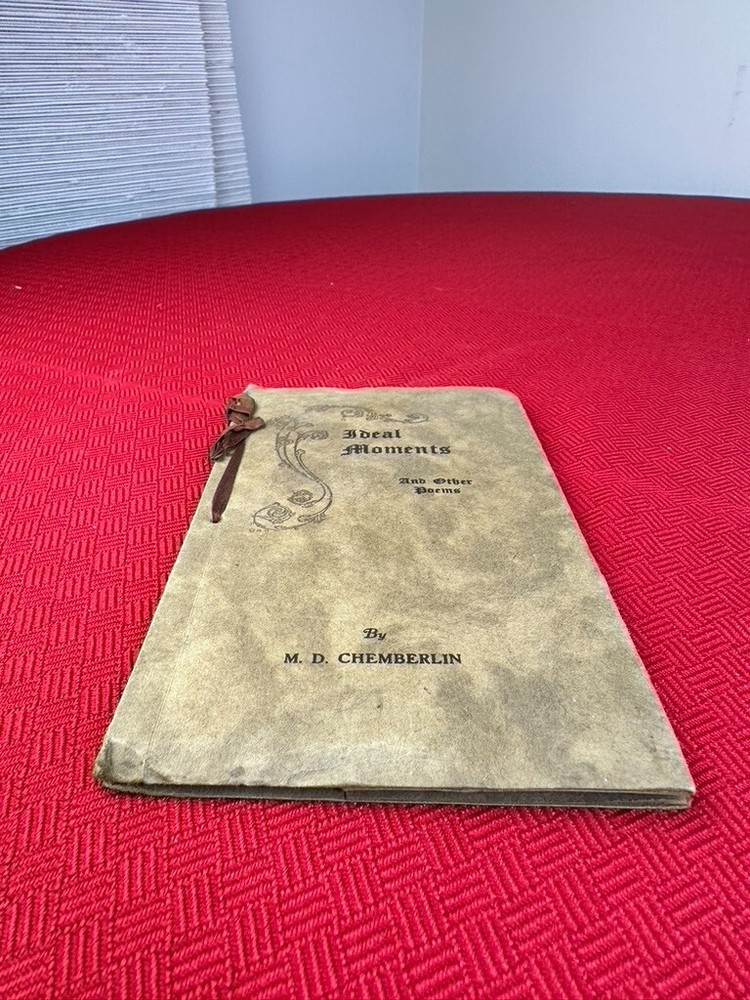 Ideal
Moments
And Other
Poems
By
M. D. CHEMBERLIN